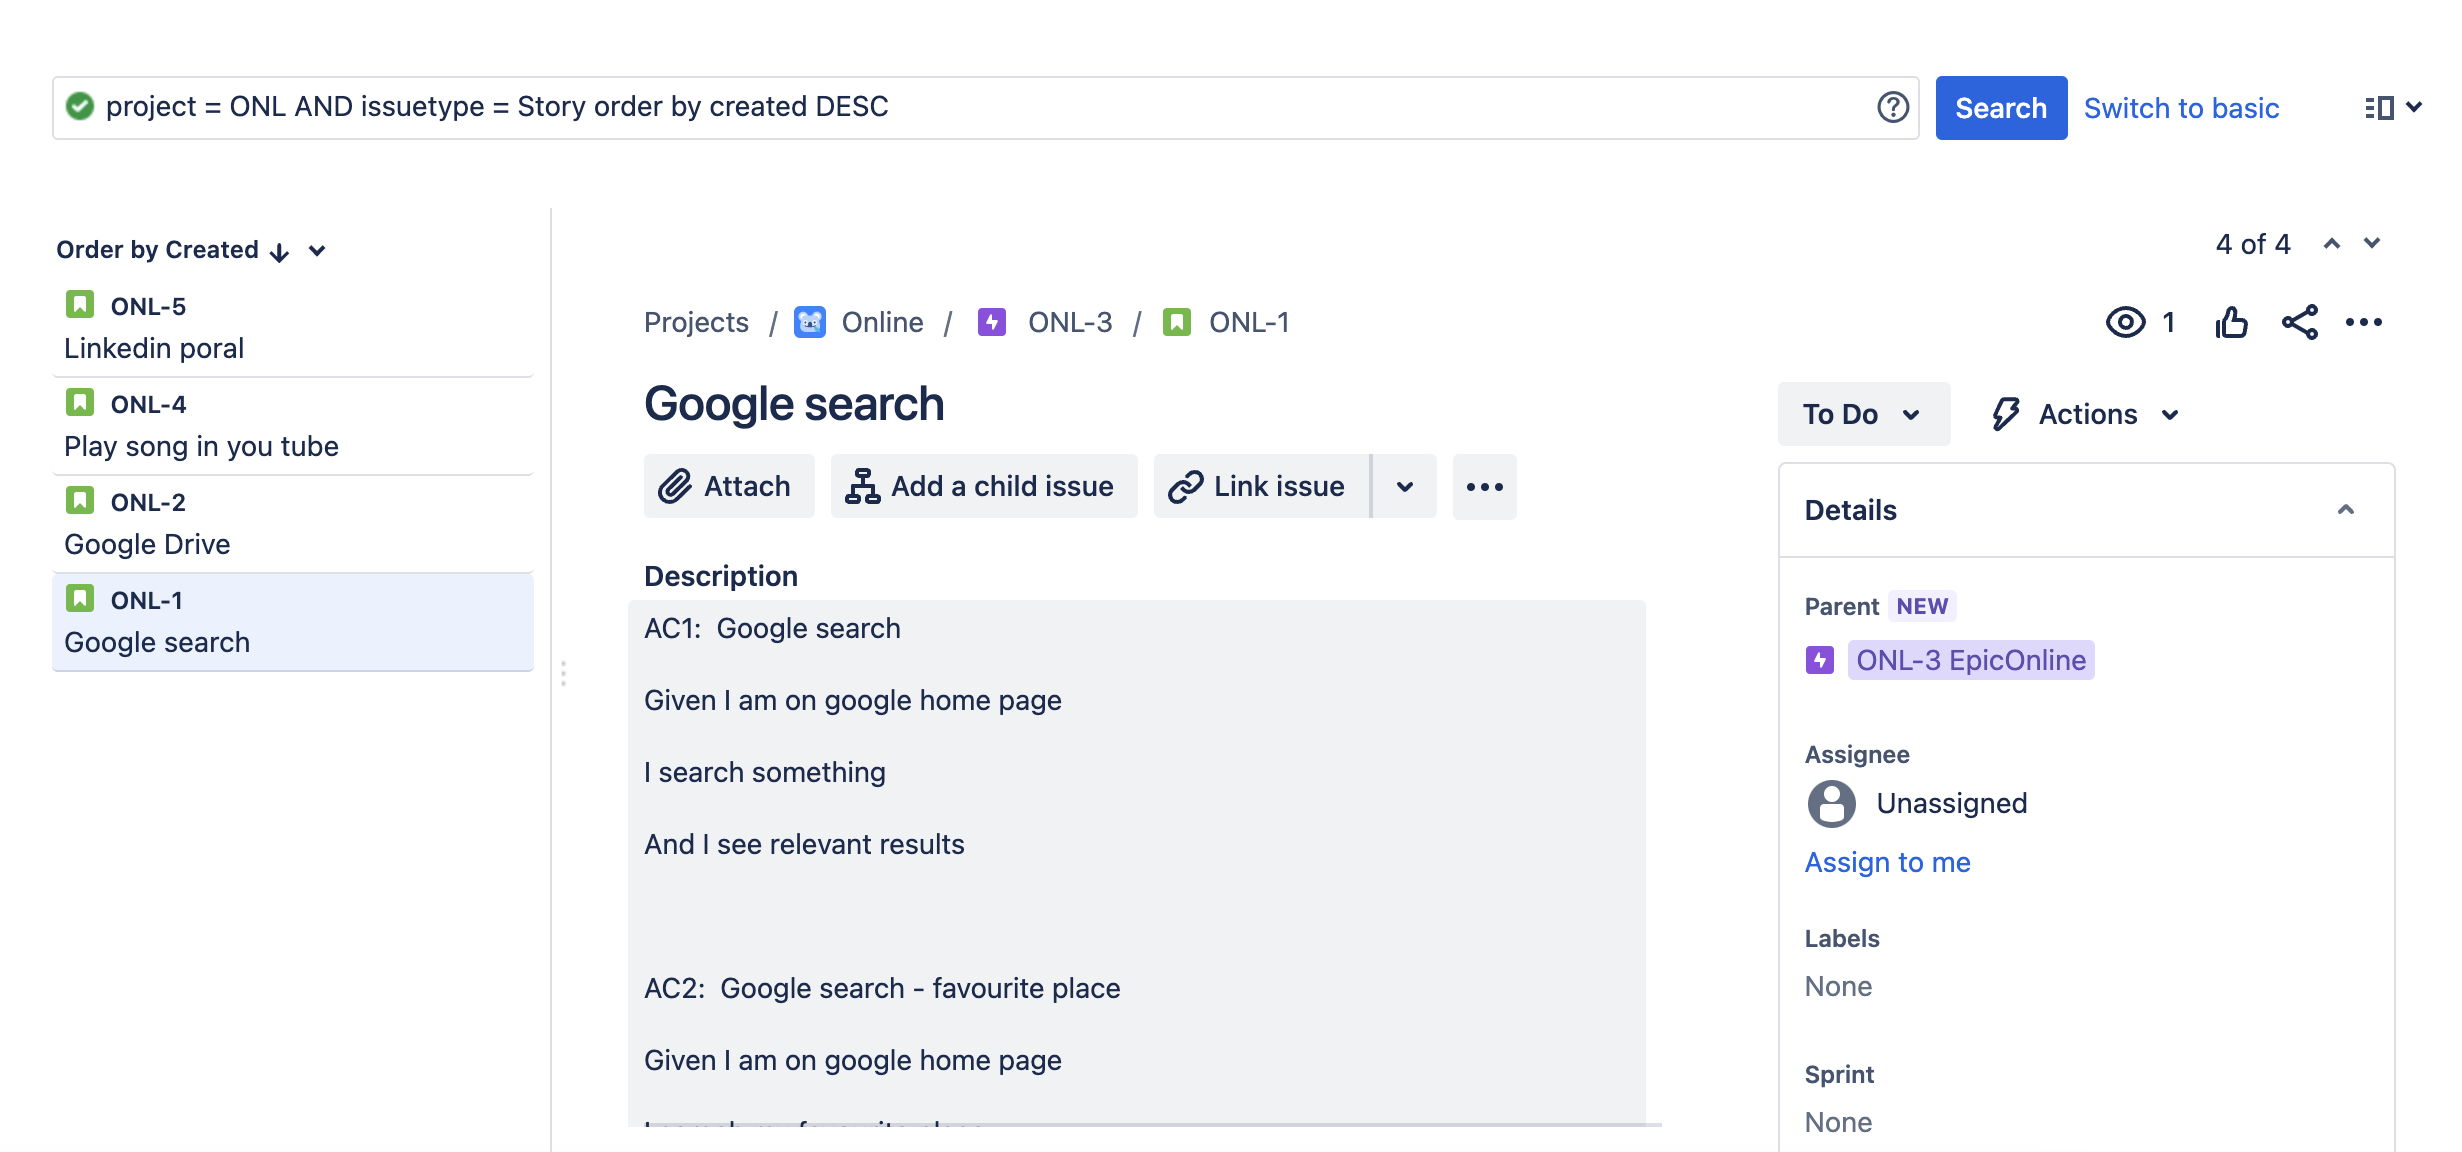 project = ONL AND issuetype = Story order by created DESC
Search
Switch to basic
Order by Created
ONL-5
Linkedin poral
ONL-4
Play song in you tube
ONL-2
Google Drive
ONL-1
Google search
4 of 4
Projects / Online / ONL-3 / ONL-1
1
Google search
Attach
Add a child issue
Link issue
Description
AC1: Google search
Given I am on google home page
I search something
And I see relevant results
AC2: Google search - favourite place
Given I am on google home page
To Do
Actions
Details
Parent NEW
ONL-3 EpicOnline
Assignee
Unassigned
Assign to me
Labels
None
Sprint
None